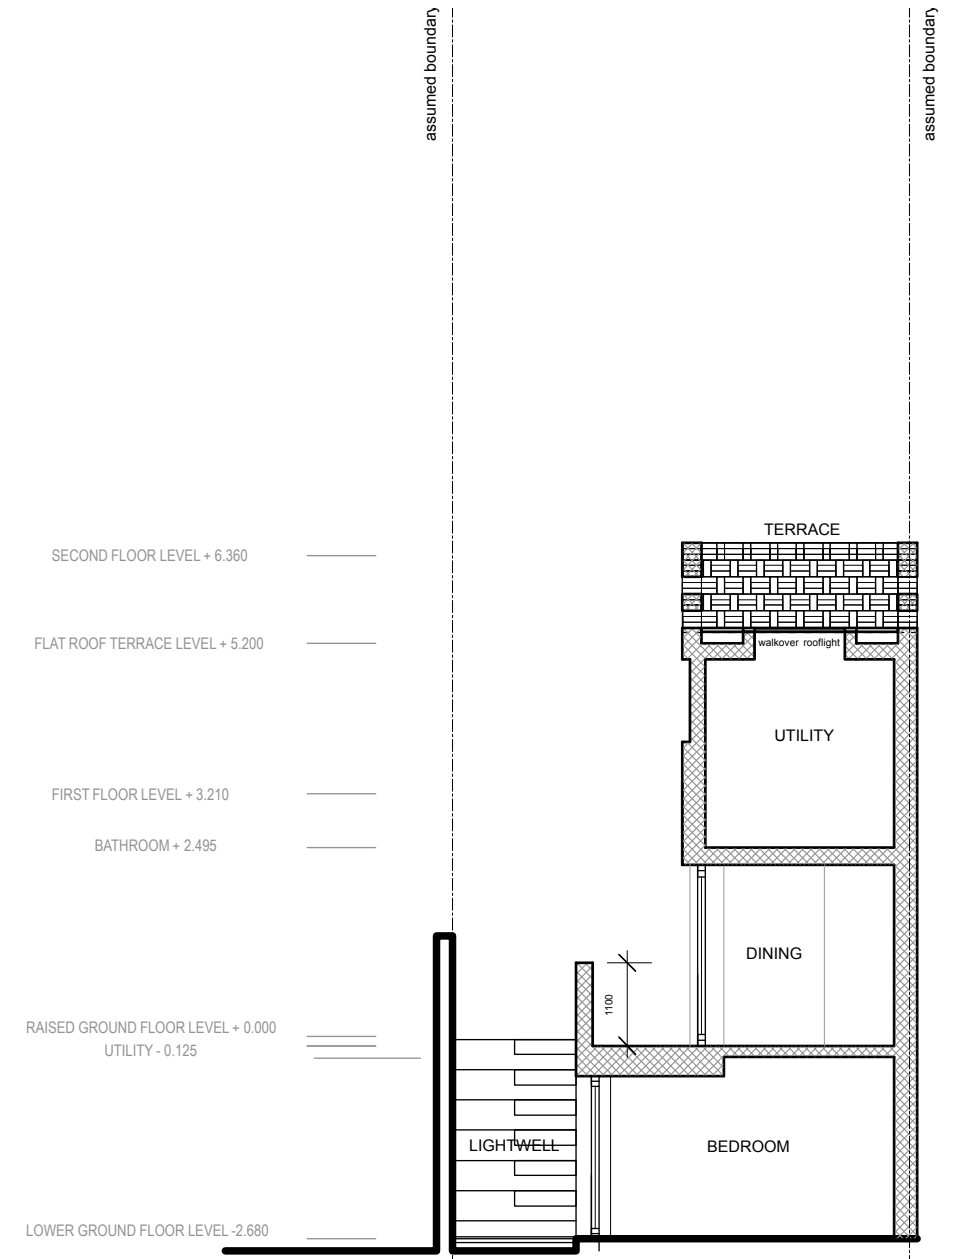 assumed boundary
assumed boundary
TERRACE
SECOND FLOOR LEVEL + 6.360
FLAT ROOF TERRACE LEVEL + 5.200
walkover rooflight
UTILITY
FIRST FLOOR LEVEL + 3.210
BATHROOM + 2.495
DINING
1100
RAISED GROUND FLOOR LEVEL + 0.000
UTILITY - 0.125
LIGHTWELL
BEDROOM
LOWER GROUND FLOOR LEVEL -2.680